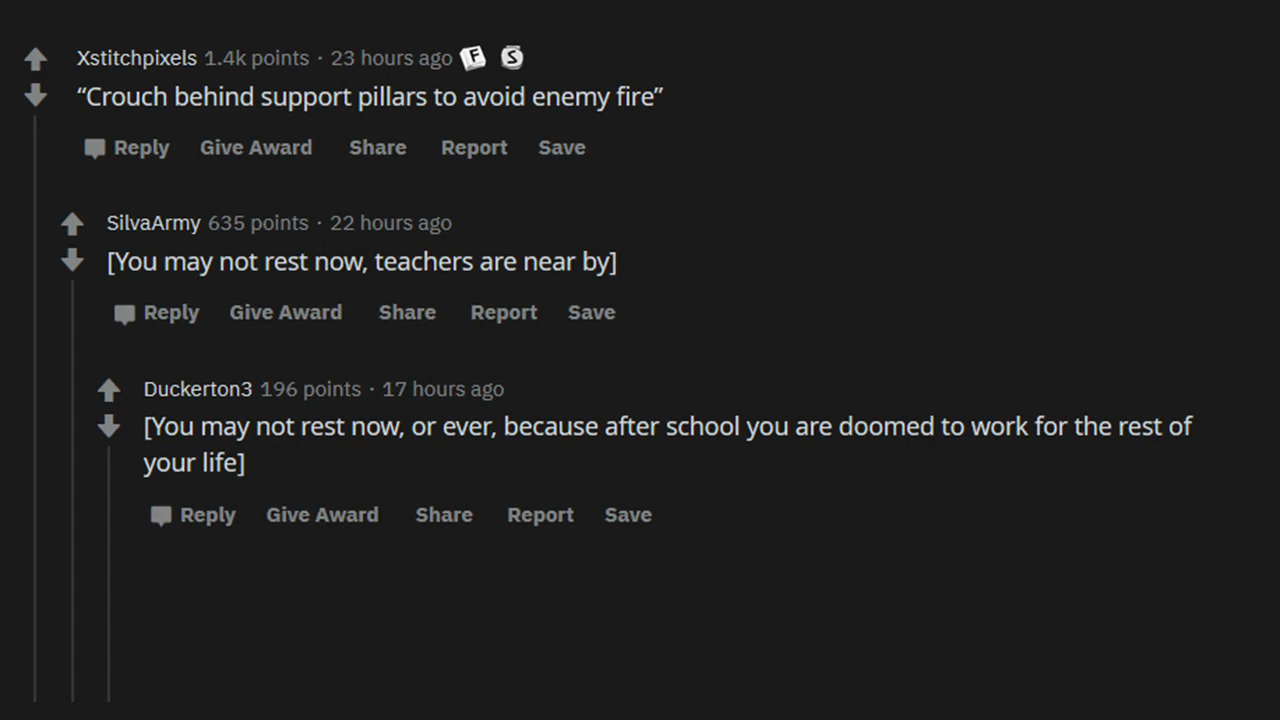 Xstitchpixels 1.4k points · 23 hours ago F S
“Crouch behind support pillars to avoid enemy fire”
Reply Give Award Share Report Save
SilvaArmy 635 points · 22 hours ago
[You may not rest now, teachers are near by]
Reply Give Award Share Report Save
Duckerton3 196 points · 17 hours ago
[You may not rest now, or ever, because after school you are doomed to work for the rest of
your life]
Reply Give Award Share Report Save